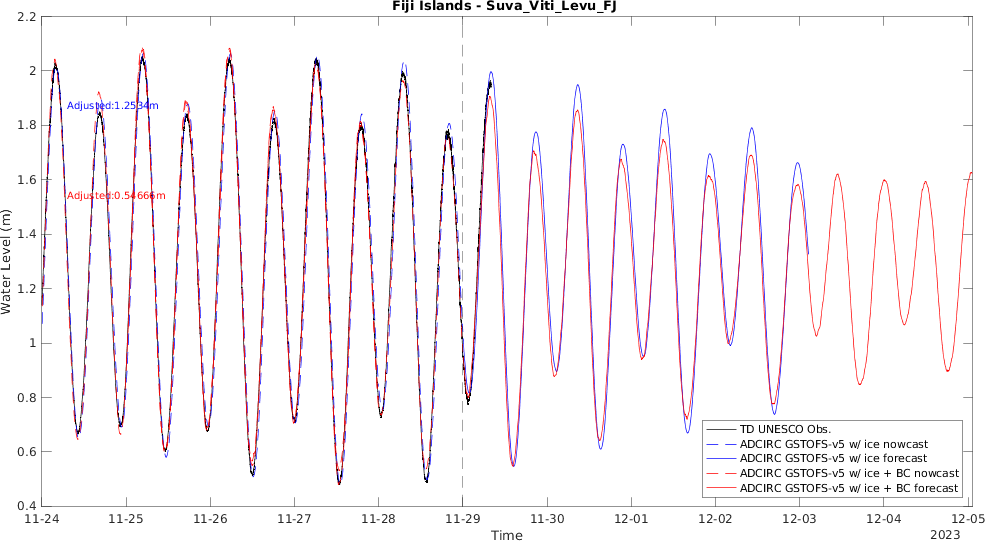 Fiji Islands - Suva_Viti_Levu_FJ
2.2
2
1.8
1.6
1.4
1.2
1
0.8
0.6
0.4
Water Level (m)
Adjusted:1.2534m
Adjusted:0.54666m
TD UNESCO Obs.
ADCIRC GSTOFS-v5 w/ ice nowcast
ADCIRC GSTOFS-v5 w/ ice forecast
ADCIRC GSTOFS-v5 w/ ice + BC nowcast
ADCIRC GSTOFS-v5 w/ ice + BC forecast
11-24 11-25 11-26 11-27 11-28 11-29 11-30 12-01 12-02 12-03 12-04 12-05
Time
2023